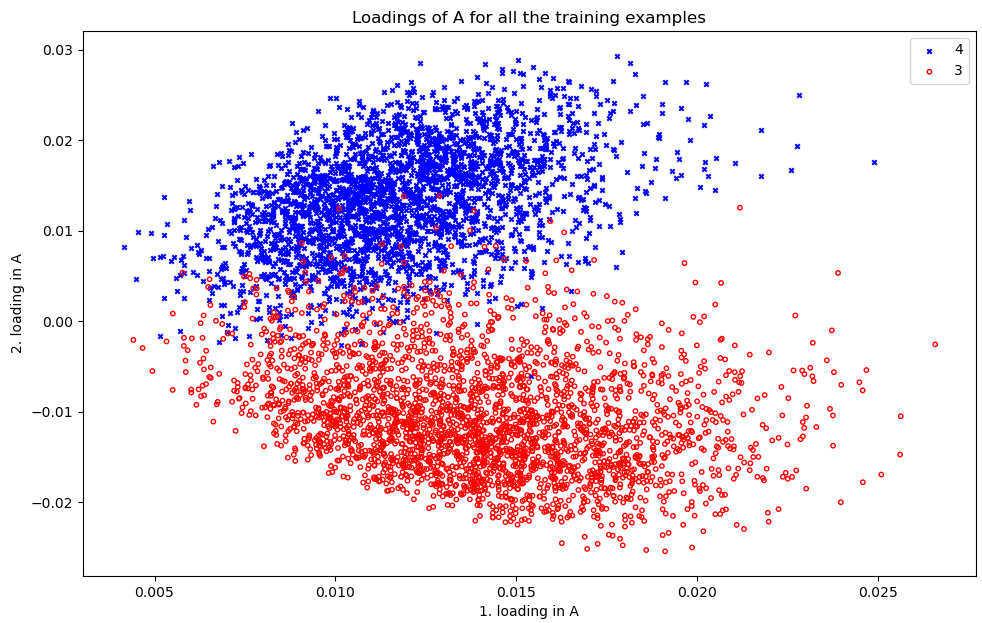 Loadings of A for all the training examples
4
3
0.03
0.02
0.01
0.00
−0.01
−0.02
2. loading in A
0.005 0.010 0.015 0.020 0.025
1. loading in A